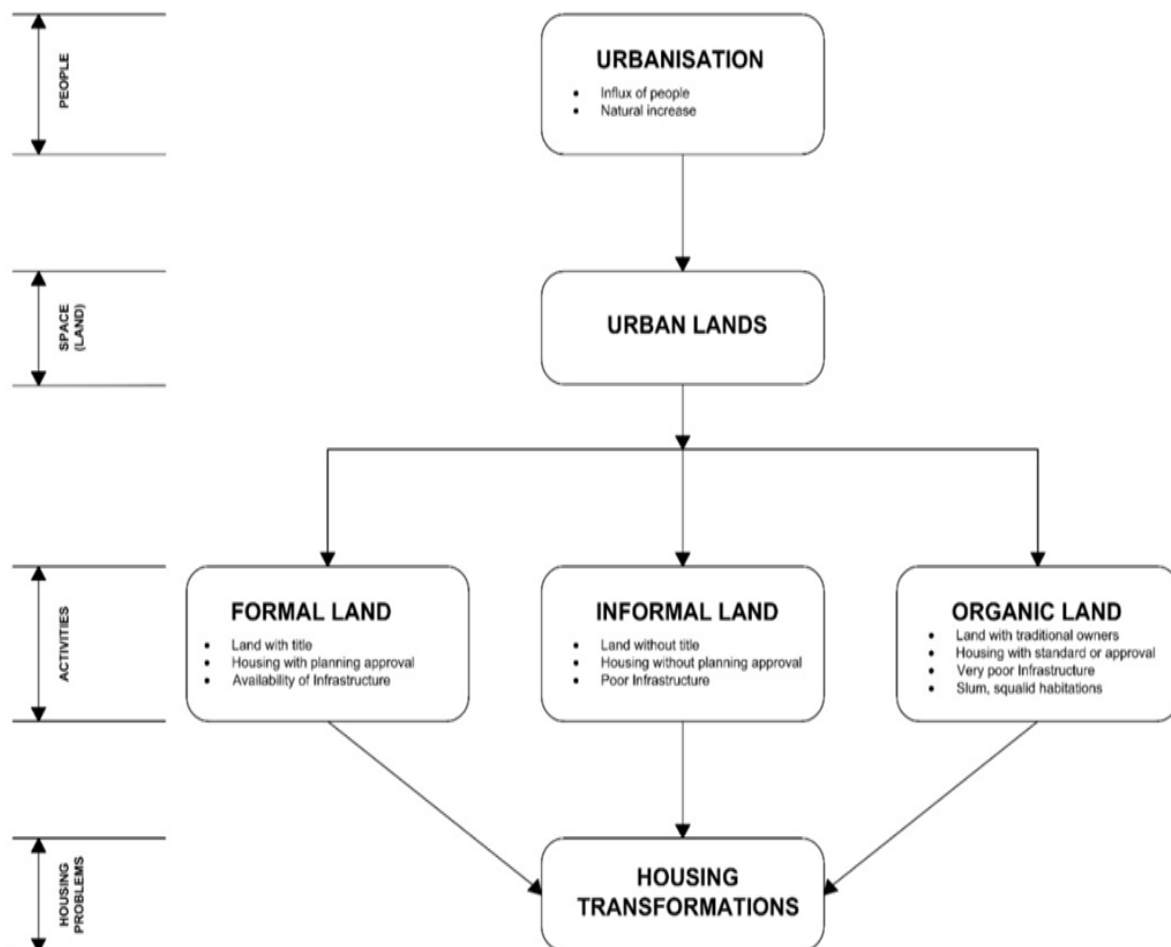 PEOPLE
URBANISATION
• Influx of people
• Natural increase
SPACE
(LAND)
URBAN LANDS
ACTIVITIES
FORMAL LAND
• Land with title
• Housing with planning approval
• Availability of Infrastructure
INFORMAL LAND
• Land without title
• Housing without planning approval
• Poor Infrastructure
ORGANIC LAND
• Land with traditional owners
• Housing with standard or approval
• Very poor Infrastructure
• Slum, squalid habitations
HOUSING
PROBLEMS
HOUSING
TRANSFORMATIONS